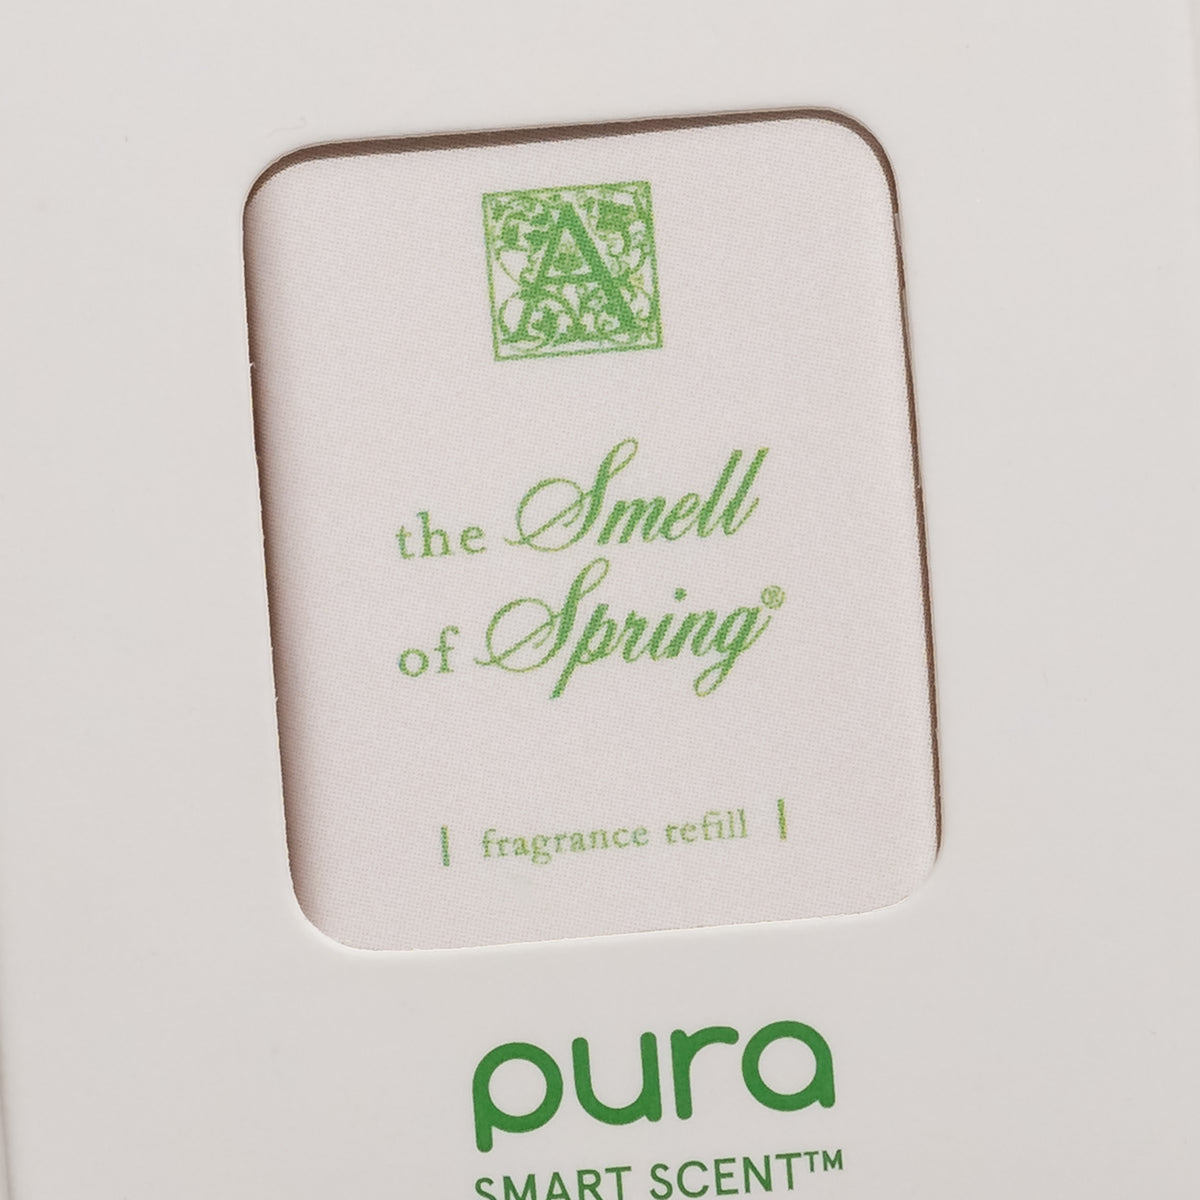 A
the Smell
of Spring®
| fragrance refill |
pura
SMART SCENT™